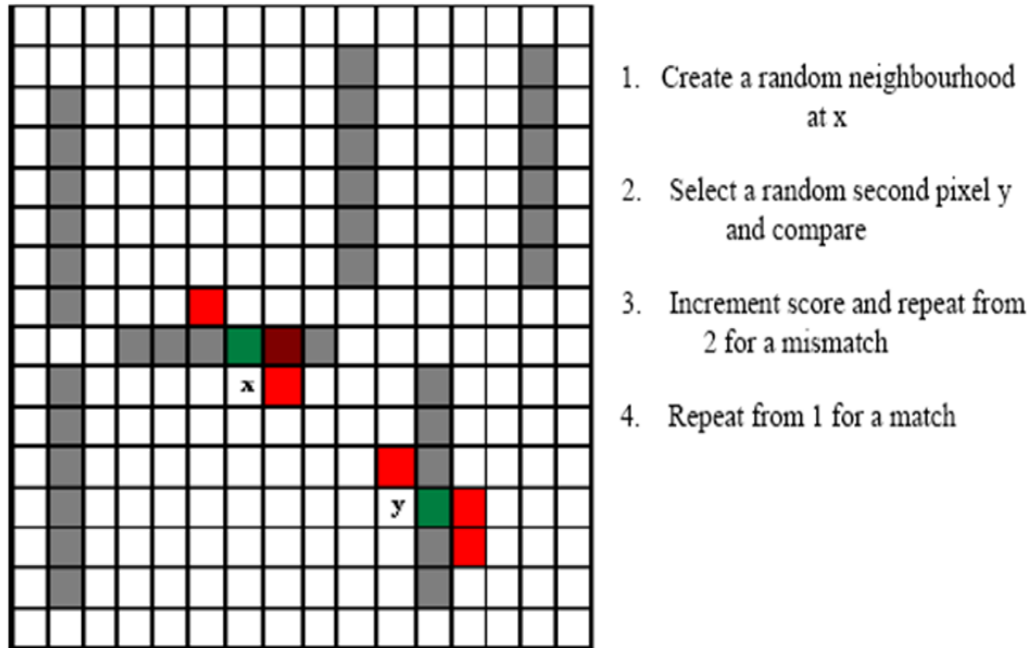 1. Create a random neighbourhood
at x
2. Select a random second pixel y
and compare
3. Increment score and repeat from
2 for a mismatch
x
4. Repeat from 1 for a match
y